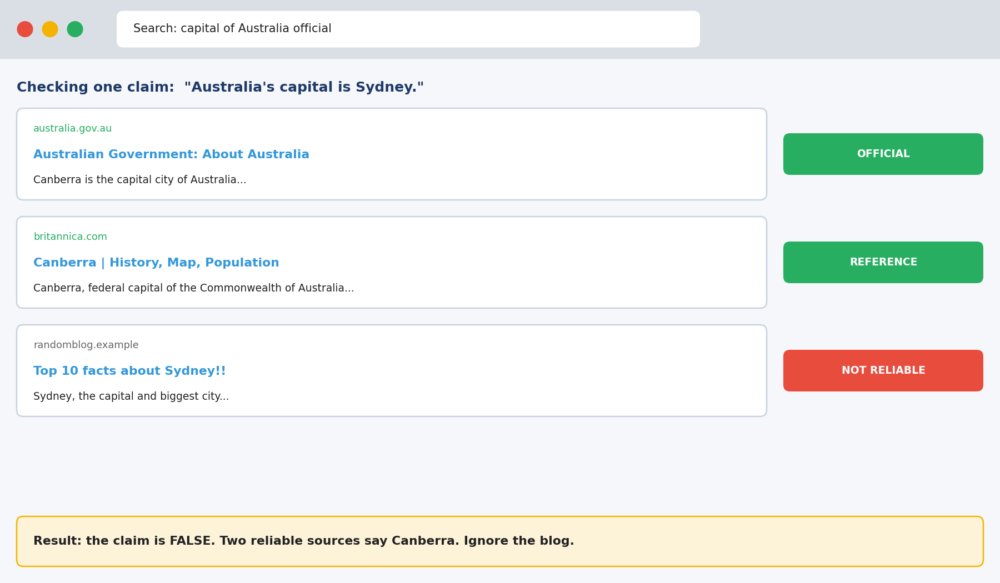 Search: capital of Australia official
Checking one claim:  "Australia's capital is Sydney."
australia.gov.au
Australian Government: About Australia
Canberra is the capital city of Australia...
OFFICIAL
britannica.com
Canberra | History, Map, Population
Canberra, federal capital of the Commonwealth of Australia...
REFERENCE
randomblog.example
Top 10 facts about Sydney!!
Sydney, the capital and biggest city...
NOT RELIABLE
Result: the claim is FALSE. Two reliable sources say Canberra. Ignore the blog.